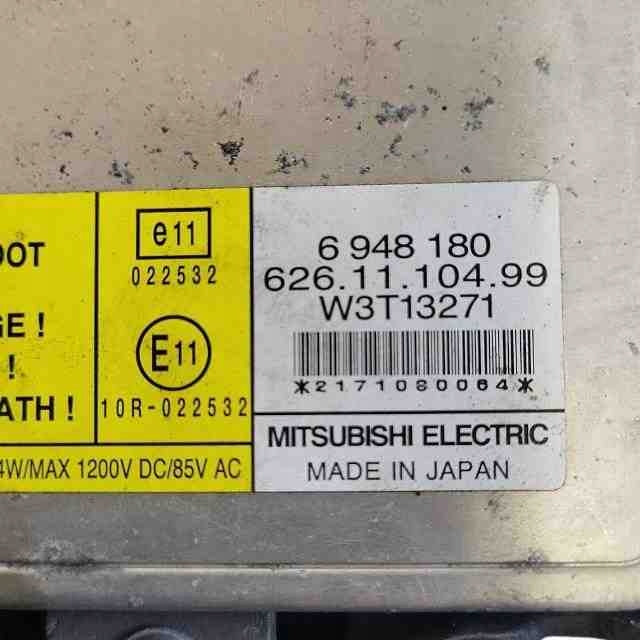 OOT
GE !
!
ATH !
4W/MAX 1200V DC/85V AC
e11
022532
E11
10R-022532
6 948 180
626.11.104.99
W3T13271
*2171080064*
MITSUBISHI ELECTRIC
MADE IN JAPAN